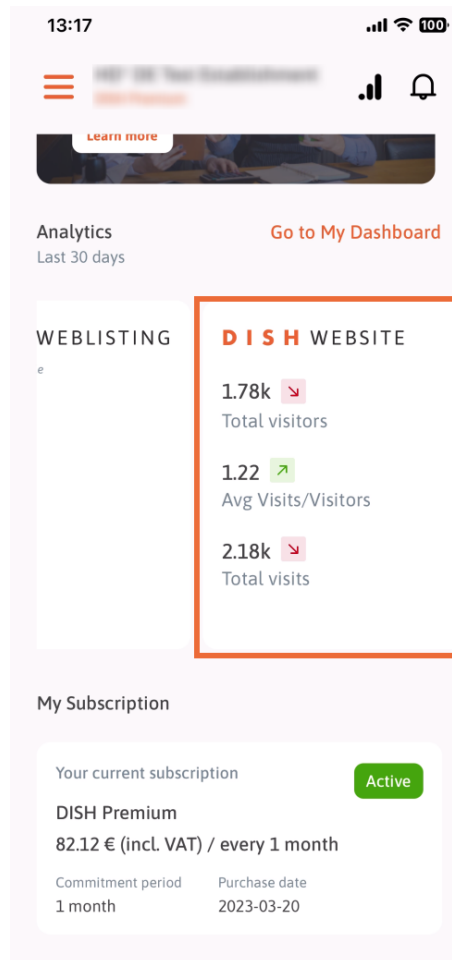 13:17
100
Learn more
Analytics
Go to My Dashboard
Last 30 days
WEBLISTING
e
DISH WEBSITE
1.78k
Total visitors
1.22
Avg Visits/Visitors
2.18k
Total visits
My Subscription
Your current subscription
Active
DISH Premium
82.12 € (incl. VAT) / every 1 month
Commitment period
Purchase date
1 month
2023-03-20